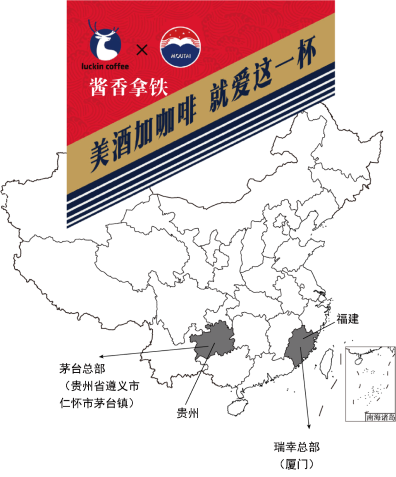 luckin coffee
×
MOUTAI
酱香拿铁
美酒加咖啡 就爱这一杯
福建
茅台总部
(贵州省遵义市
仁怀市茅台镇)
贵州
南海诸岛
瑞幸总部
(厦门)